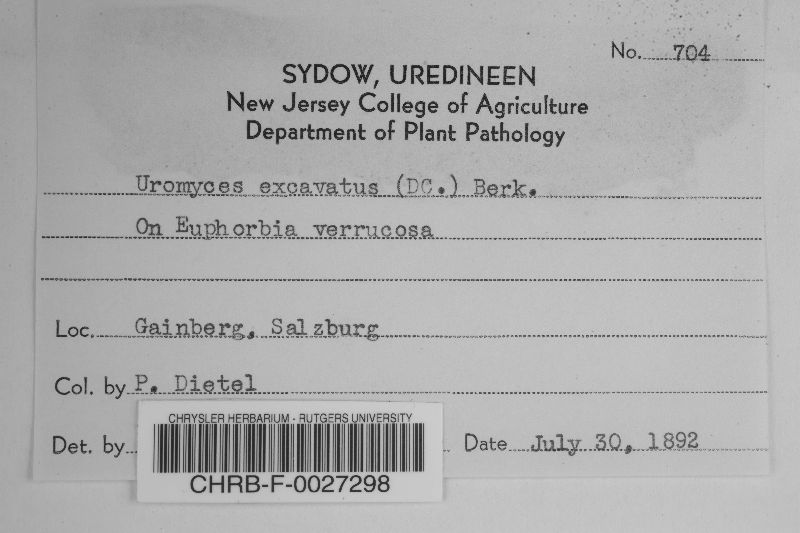 No. 704
SYDOW, UREDINEEN
New Jersey College of Agriculture
Department of Plant Pathology
Uromyces excavatus (DC.) Berk.
On Euphorbia verrucosa
Loc. Gainberg, Salzburg
Col. by P. Dietel
Det. by Date July 30, 1892
CHRYSLER HERBARIUM - RUTGERS UNIVERSITY
CHRB-F-0027298